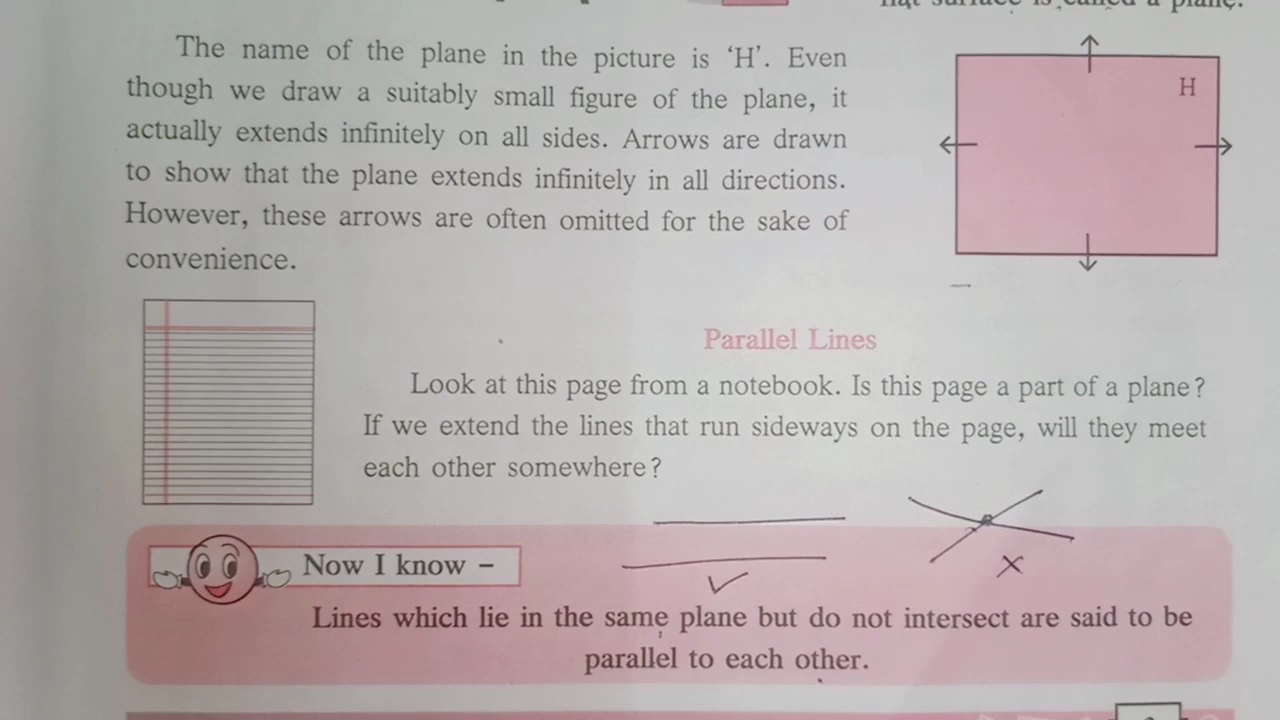 flat surface is called a plane.
The name of the plane in the picture is ‘H’. Even
though we draw a suitably small figure of the plane, it
actually extends infinitely on all sides. Arrows are drawn
to show that the plane extends infinitely in all directions.
However, these arrows are often omitted for the sake of
convenience.
H
Parallel Lines
Look at this page from a notebook. Is this page a part of a plane?
If we extend the lines that run sideways on the page, will they meet
each other somewhere?
Now I know –
Lines which lie in the same plane but do not intersect are said to be
parallel to each other.